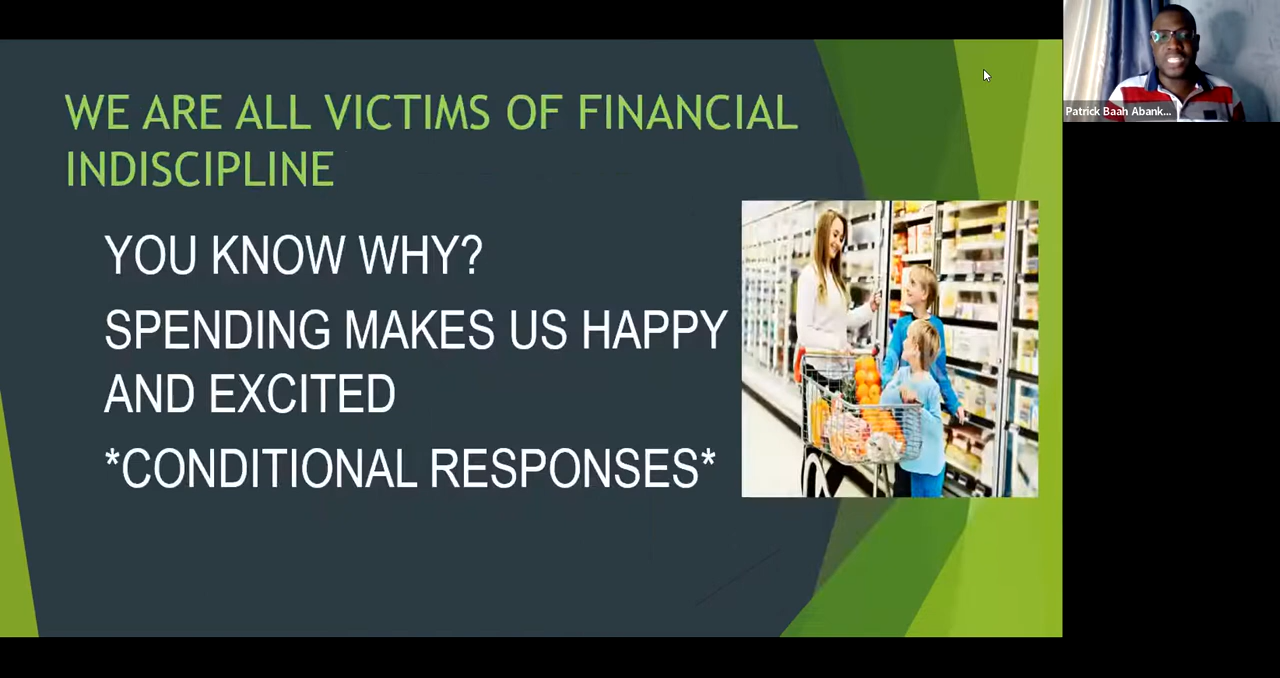 WE ARE ALL VICTIMS OF FINANCIAL
INDISCIPLINE
YOU KNOW WHY?
SPENDING MAKES US HAPPY
AND EXCITED
*CONDITIONAL RESPONSES*
Patrick Baah Abank...